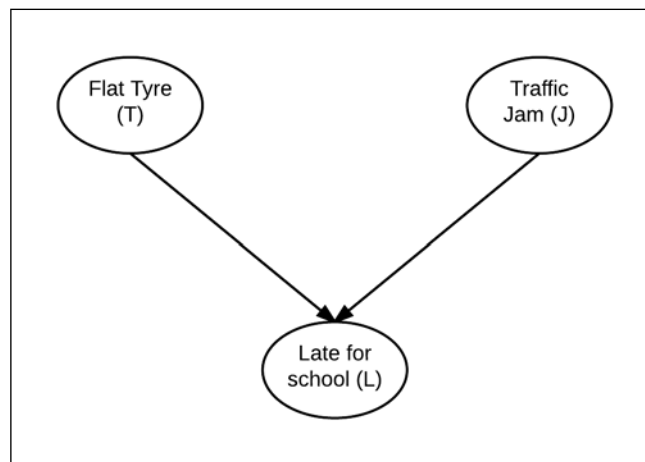 Flat Tyre
(T)
Traffic
Jam (J)
Late for
school (L)